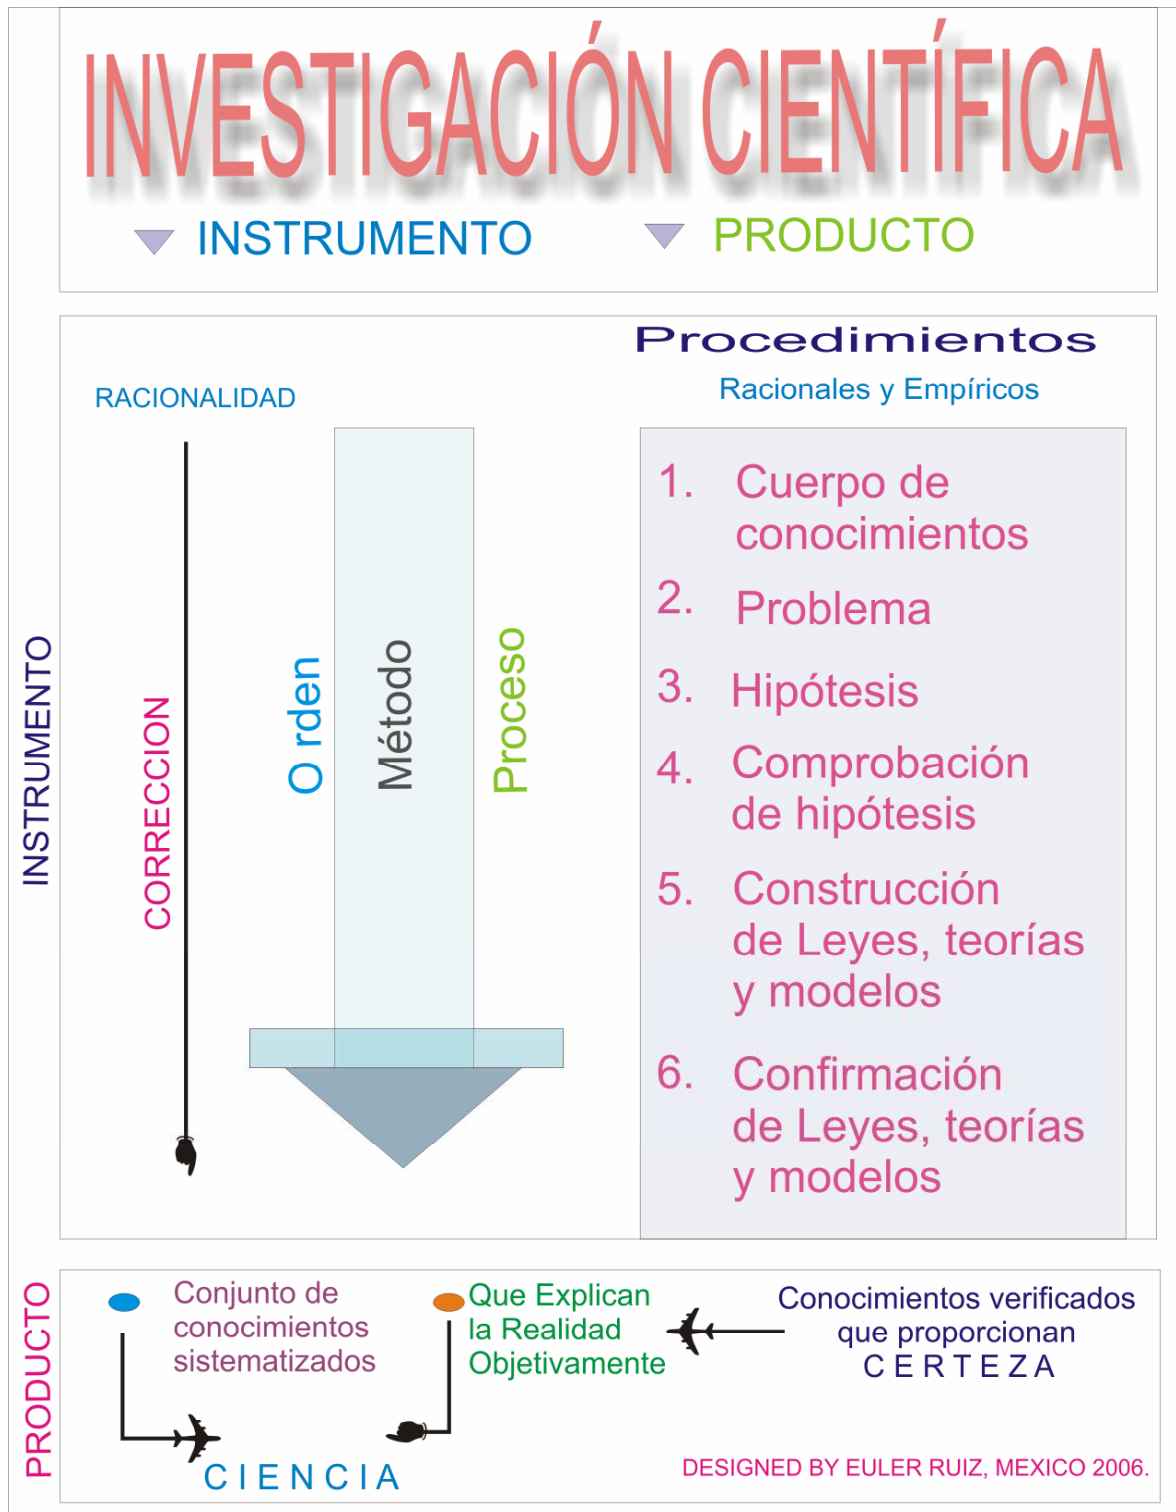 INVESTIGACIÓN CIENTÍFICA
INSTRUMENTO
PRODUCTO
INSTRUMENTO
RACIONALIDAD
CORRECCION
O rden
Método
Proceso
Procedimientos
Racionales y Empíricos
1. Cuerpo de
conocimientos
2. Problema
3. Hipótesis
4. Comprobación
de hipótesis
5. Construcción
de Leyes, teorías
y modelos
6. Confirmación
de Leyes, teorías
y modelos
PRODUCTO
Conjunto de
conocimientos
sistematizados
Que Explican
la Realidad
Objetivamente
Conocimientos verificados
que proporcionan
C E R T E Z A
C I E N C I A
DESIGNED BY EULER RUIZ, MEXICO 2006.